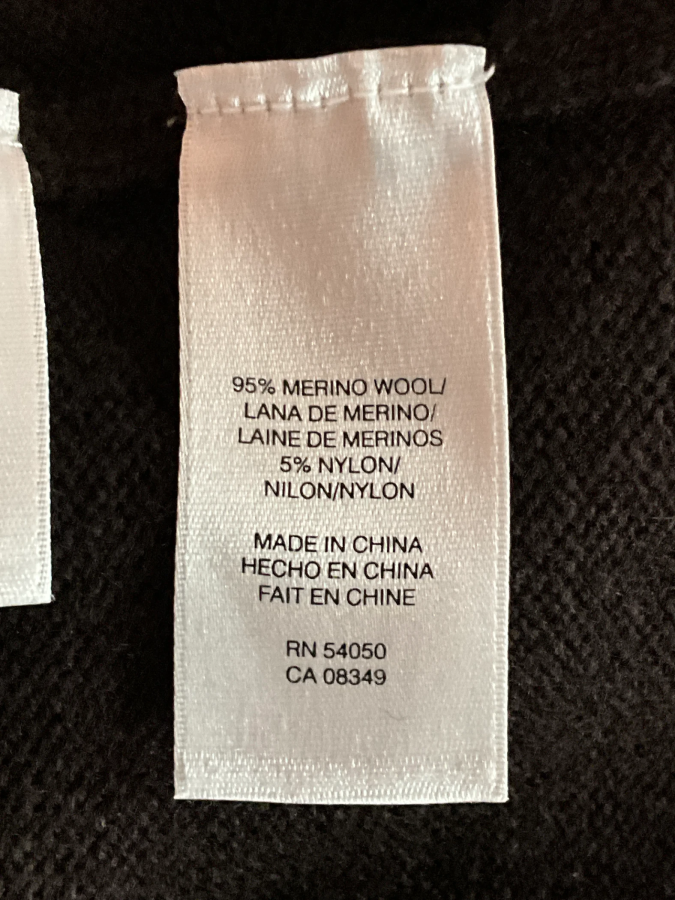 95% MERINO WOOL/
LANA DE MERINO/
LAINE DE MERINOS
5% NYLON/
NILON/NYLON
MADE IN CHINA
HECHO EN CHINA
FAIT EN CHINE
RN 54050
CA 08349